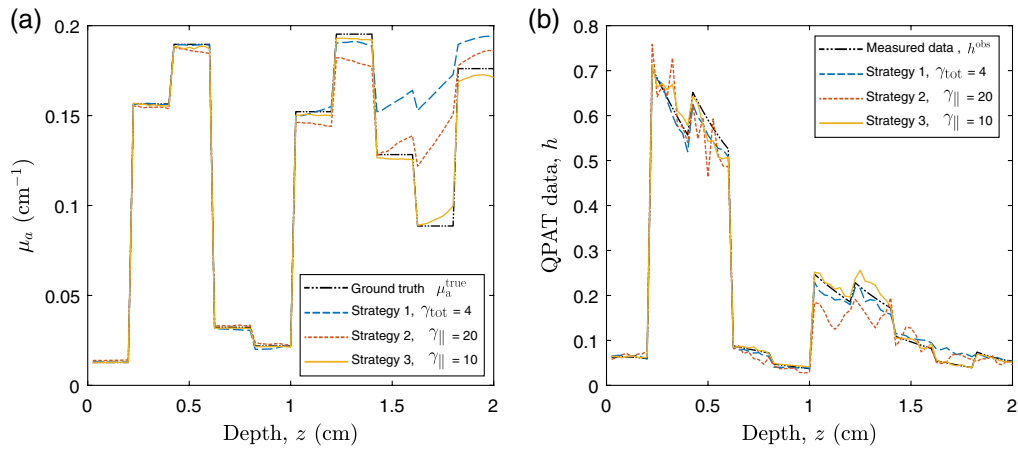 (a)
0.2
0.15
0.1
0.05
0
μa (cm−1)
0
0.5
1
1.5
2
Depth, z (cm)
Ground truth μa^true
Strategy 1, γtot = 4
Strategy 2, γ∥ = 20
Strategy 3, γ∥ = 10
(b)
0.8
0.7
0.6
0.5
0.4
0.3
0.2
0.1
0
QPAT data, h
0
0.5
1
1.5
2
Depth, z (cm)
Measured data , h^obs
Strategy 1, γtot = 4
Strategy 2, γ∥ = 20
Strategy 3, γ∥ = 10